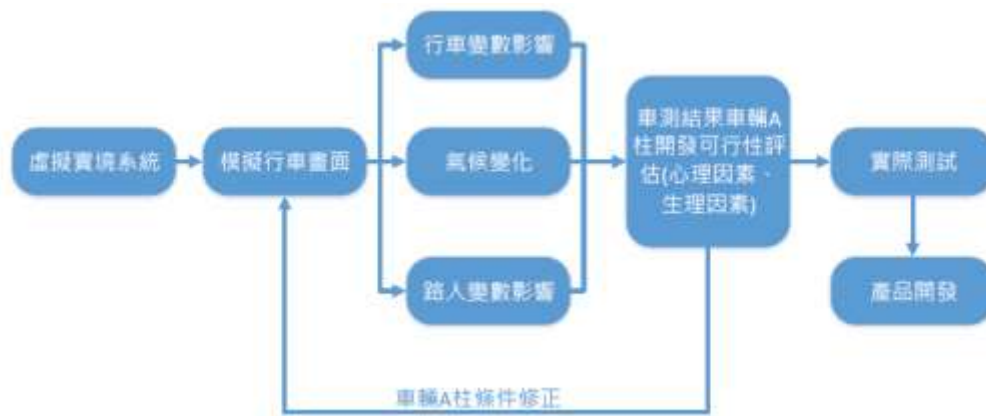 行車變數影響
虛擬實境系統
模擬行車畫面
氣候變化
路人變數影響
車測結果車輛A
柱開發可行性評
估(心理因素、
生理因素)
實際測試
產品開發
車輛A柱條件修正